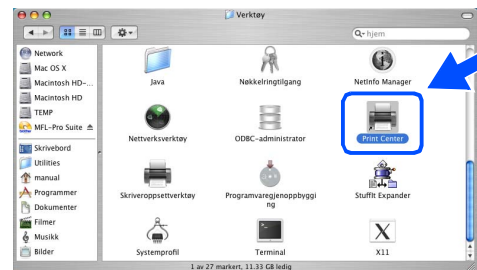 Verktøy
Q- hjem
Network
Mac OS X
Macintosh HD-...
Macintosh HD
TEMP
MFL-Pro Suite
Skrivebord
Utilities
manual
Programmer
Dokumenter
Filmer
Musikk
Bilder
Java
Nøkkelringtilgang
NetInfo Manager
Nettverksverktøy
ODBC-administrator
Print Center
Skriveroppsettverktøy
Programvaregjenoppbyggi
ng
StuffIt Expander
Systemprofil
Terminal
X11
1 av 27 markert, 11.33 GB ledig